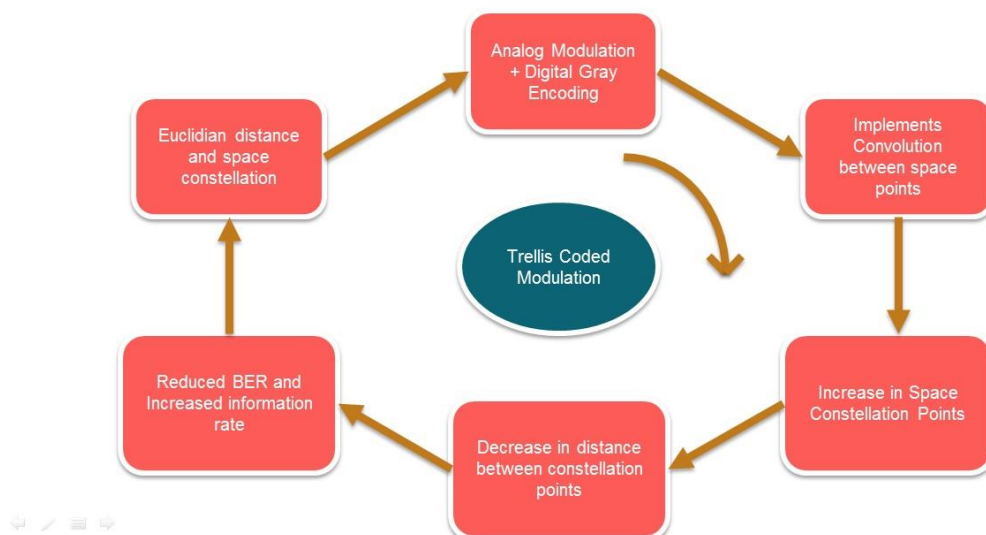 Analog Modulation
+ Digital Gray
Encoding
Implements
Convolution
between space
points
Increase in Space
Constellation Points
Decrease in distance
between constellation
points
Reduced BER and
Increased information
rate
Euclidian distance
and space
constellation
Trellis Coded
Modulation